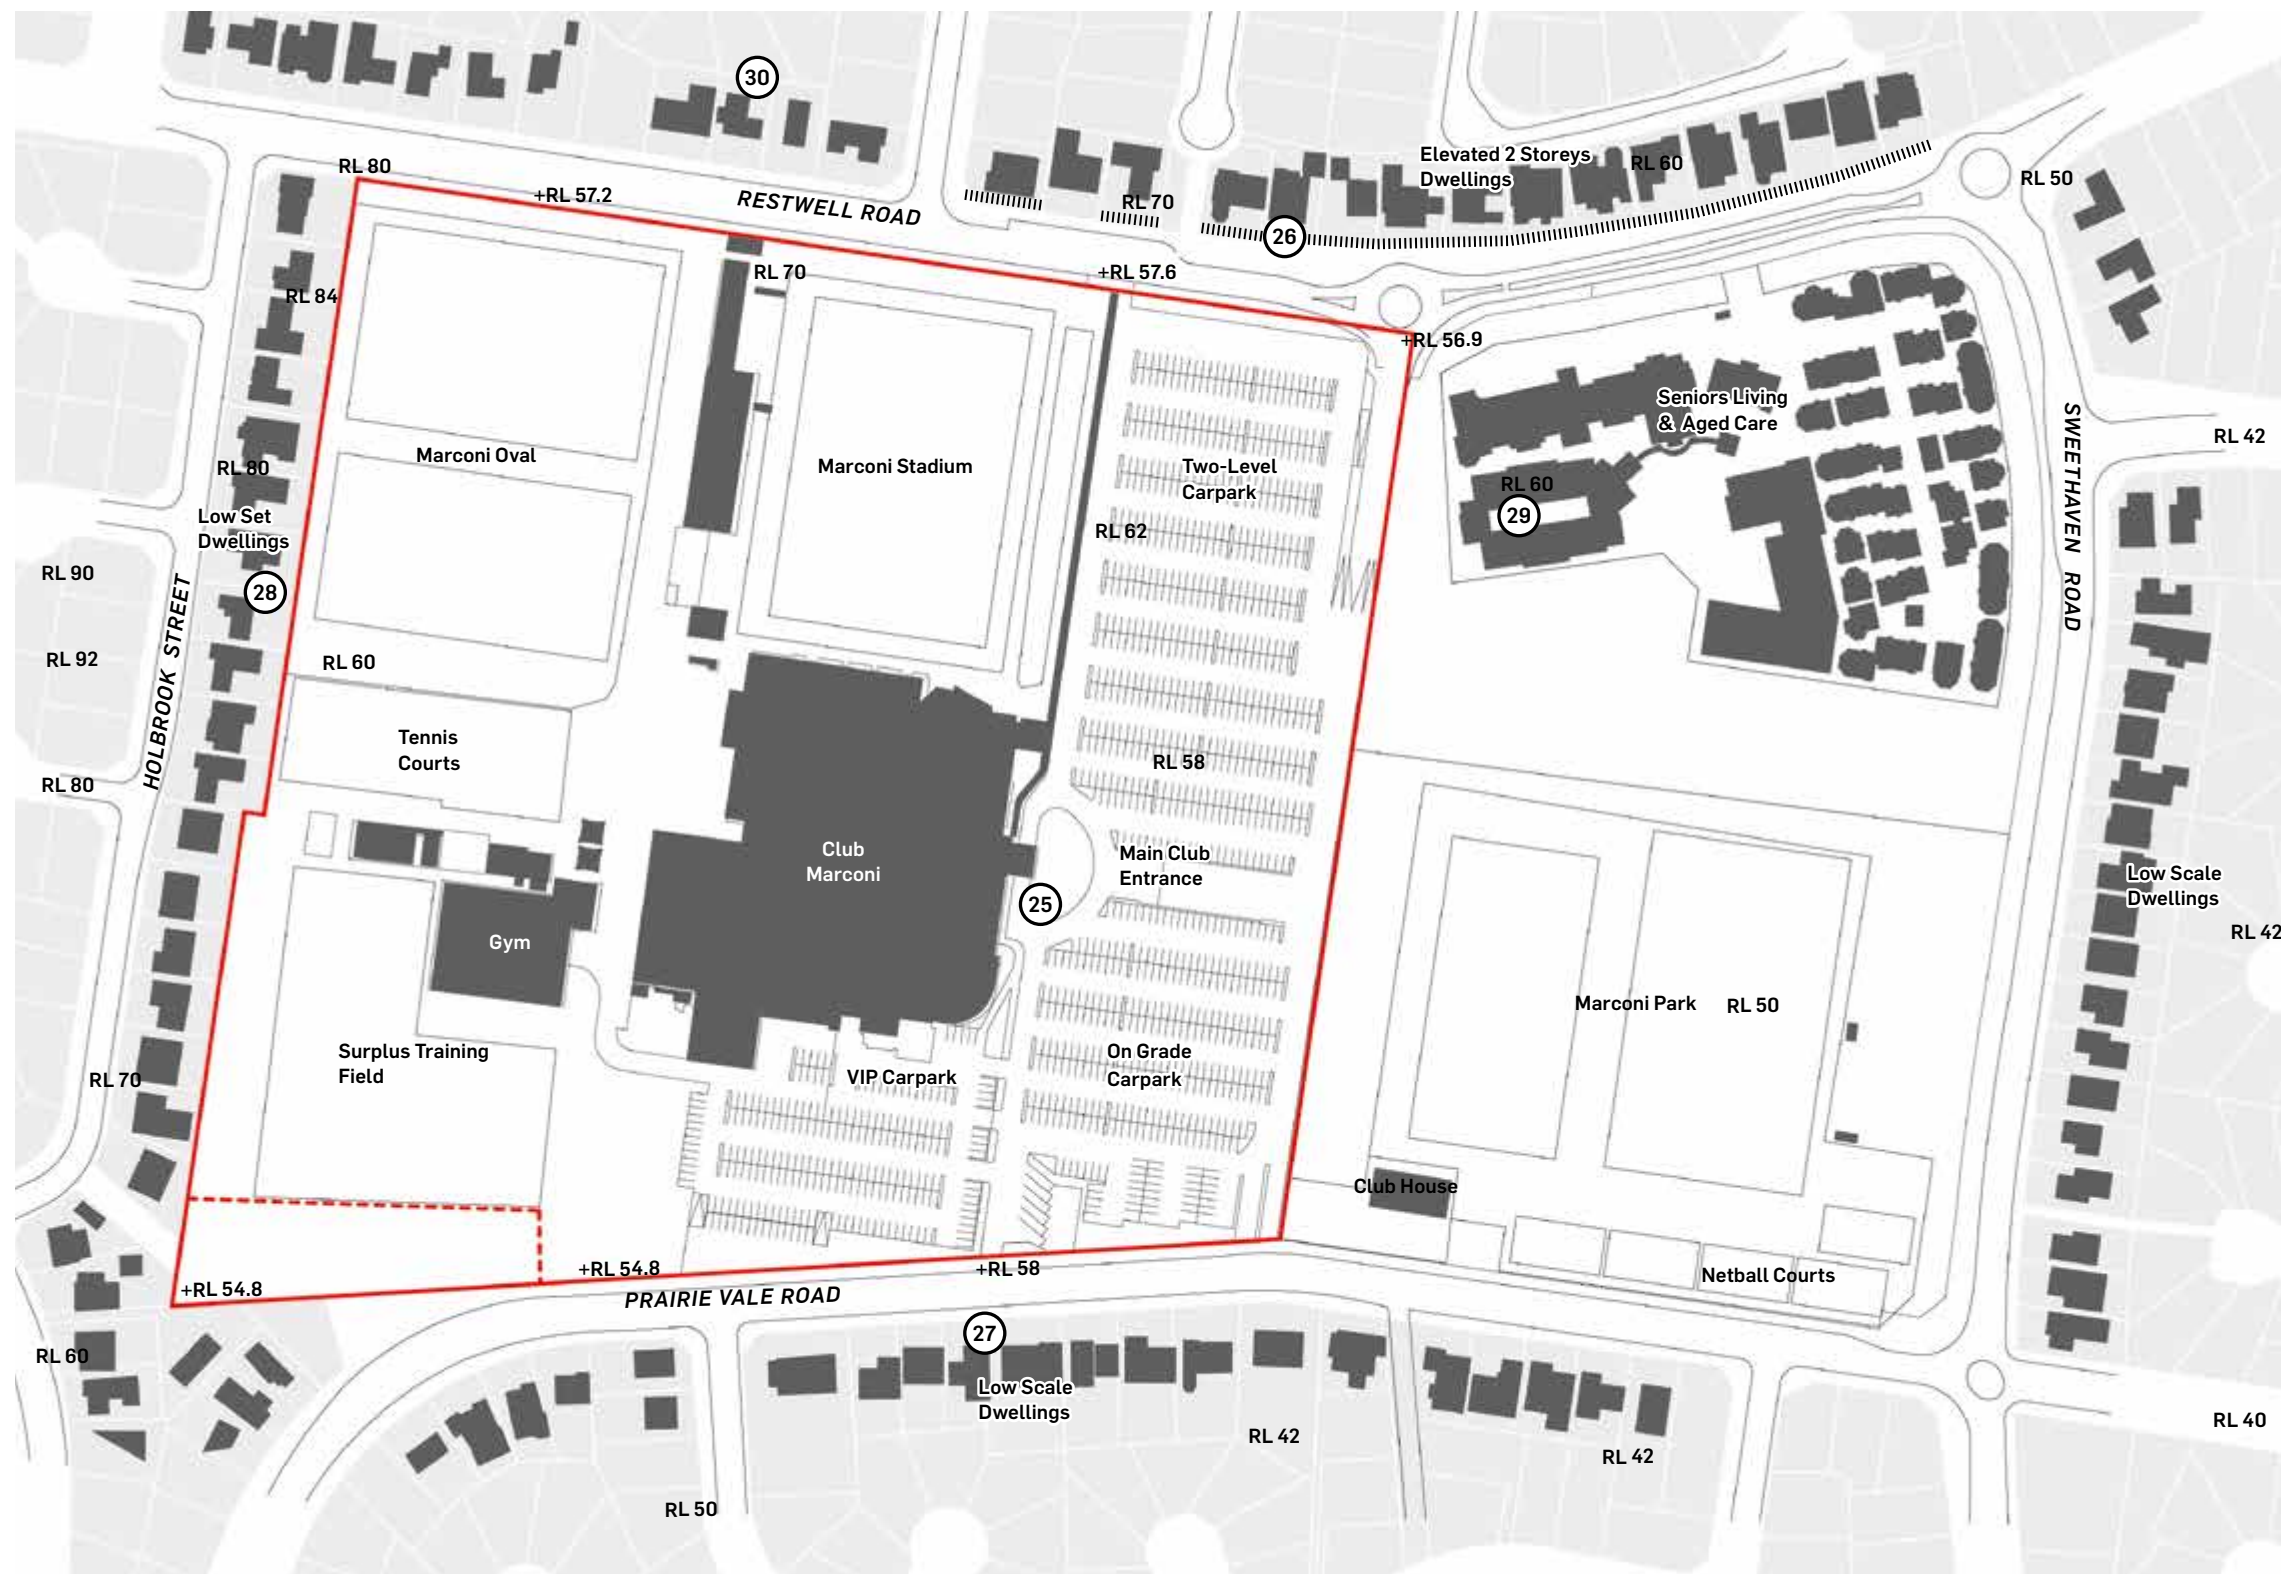 30
Elevated 2 Storeys
Dwellings
RL 60
RL 80
+RL 57.2
RESTWELL ROAD
RL 70
RL 50
26
RL 70
+RL 57.6
RL 84
+RL 56.9
Seniors Living
& Aged Care
SWEETHAVEN ROAD
RL 42
Marconi Oval
Marconi Stadium
Two-Level
Carpark
RL 80
RL 60
29
Low Set
Dwellings
RL 62
RL 90
28
HOLBROOK STREET
RL 92
RL 60
Tennis
Courts
RL 58
RL 80
Club
Marconi
Main Club
Entrance
Low Scale
Dwellings
25
RL 42
Gym
Marconi Park
RL 50
Surplus Training
Field
On Grade
Carpark
VIP Carpark
RL 70
Club House
+RL 54.8
+RL 54.8
+RL 58
Netball Courts
PRAIRIE VALE ROAD
27
RL 60
Low Scale
Dwellings
RL 42
RL 40
RL 42
RL 50